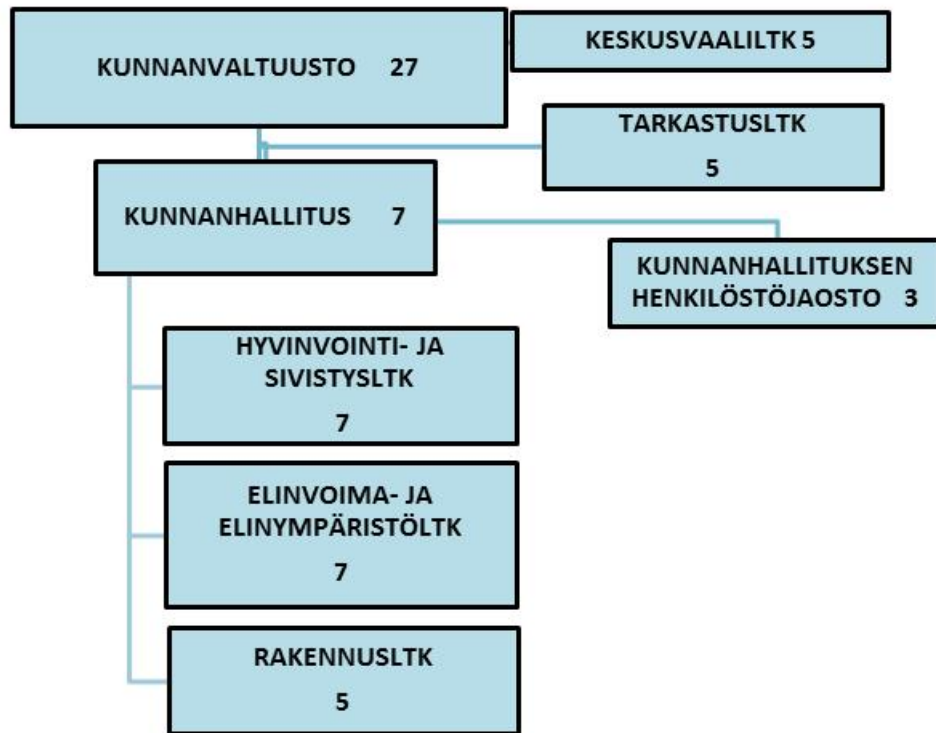 KUNNANVALTUUSTO 27
KESKUSVAALILTK 5
TARKASTUSLTK
5
KUNNANHALLITUS 7
KUNNANHALLITUKSEN
HENKILÖSTÖJAOSTO 3
HYVINVOINTI- JA
SIVISTYSLTK
7
ELINVOIMA- JA
ELINYMPÄRISTÖLTK
7
RAKENNUSLTK
5